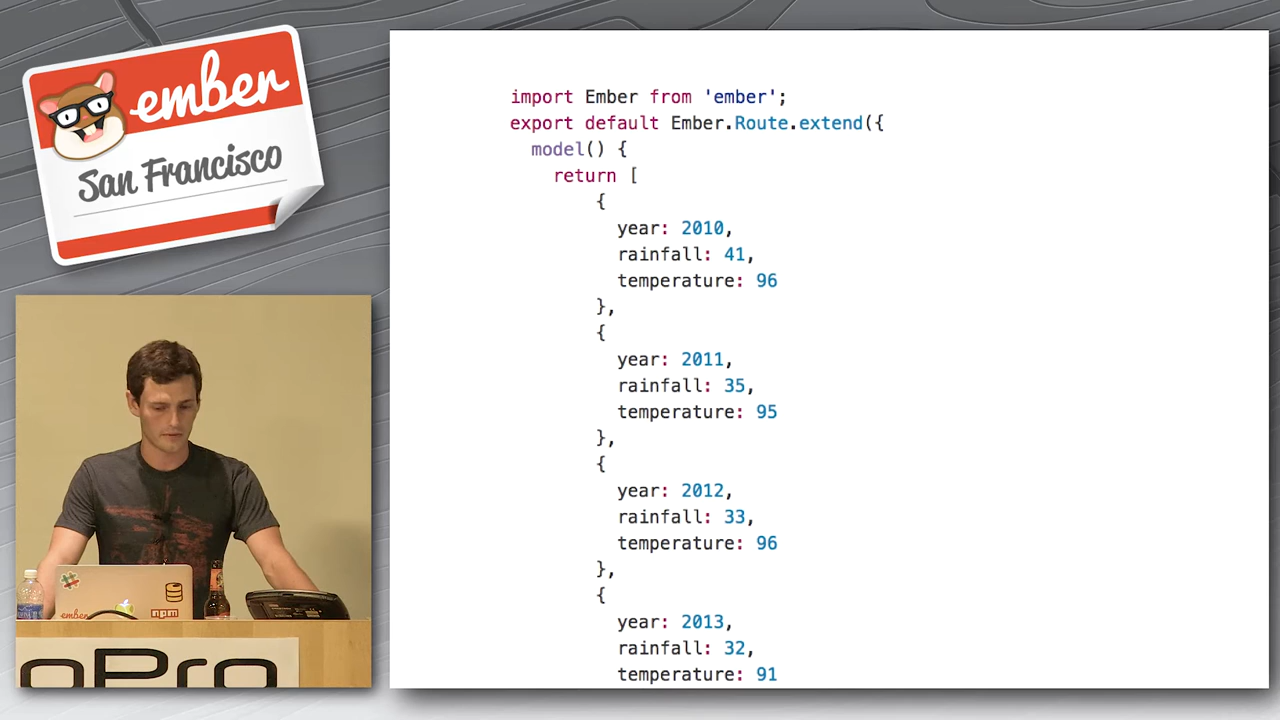 ember
San Francisco
import Ember from 'ember';
export default Ember.Route.extend({
model() {
return [
{
year: 2010,
rainfall: 41,
temperature: 96
},
{
year: 2011,
rainfall: 35,
temperature: 95
},
{
year: 2012,
rainfall: 33,
temperature: 96
},
{
year: 2013,
rainfall: 32,
temperature: 91
ember
npm
oPro